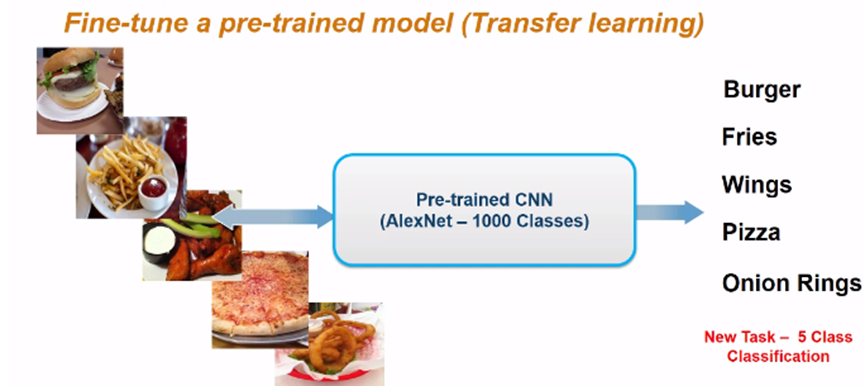 Fine-tune a pre-trained model (Transfer learning)
Burger
Fries
Wings
Pizza
Onion Rings
Pre-trained CNN
(AlexNet – 1000 Classes)
New Task – 5 Class
Classification